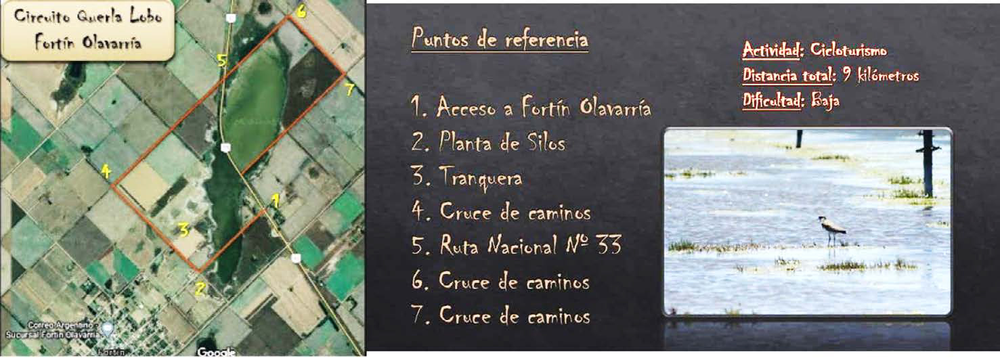 Circuito Querla Lobo
Fortín Olavarría
6
5
7
4
1
3
2
Correo Argentino -
Sucursal Fortín Olavarría
Fortín
Google
Puntos de referencia
1. Acceso a Fortín Olavarría
2. Planta de Silos
3. Tranquera
4. Cruce de caminos
5. Ruta Nacional Nº 33
6. Cruce de caminos
7. Cruce de caminos
Actividad: Cicloturismo
Distancia total: 9 kilómetros
Dificultad: Baja